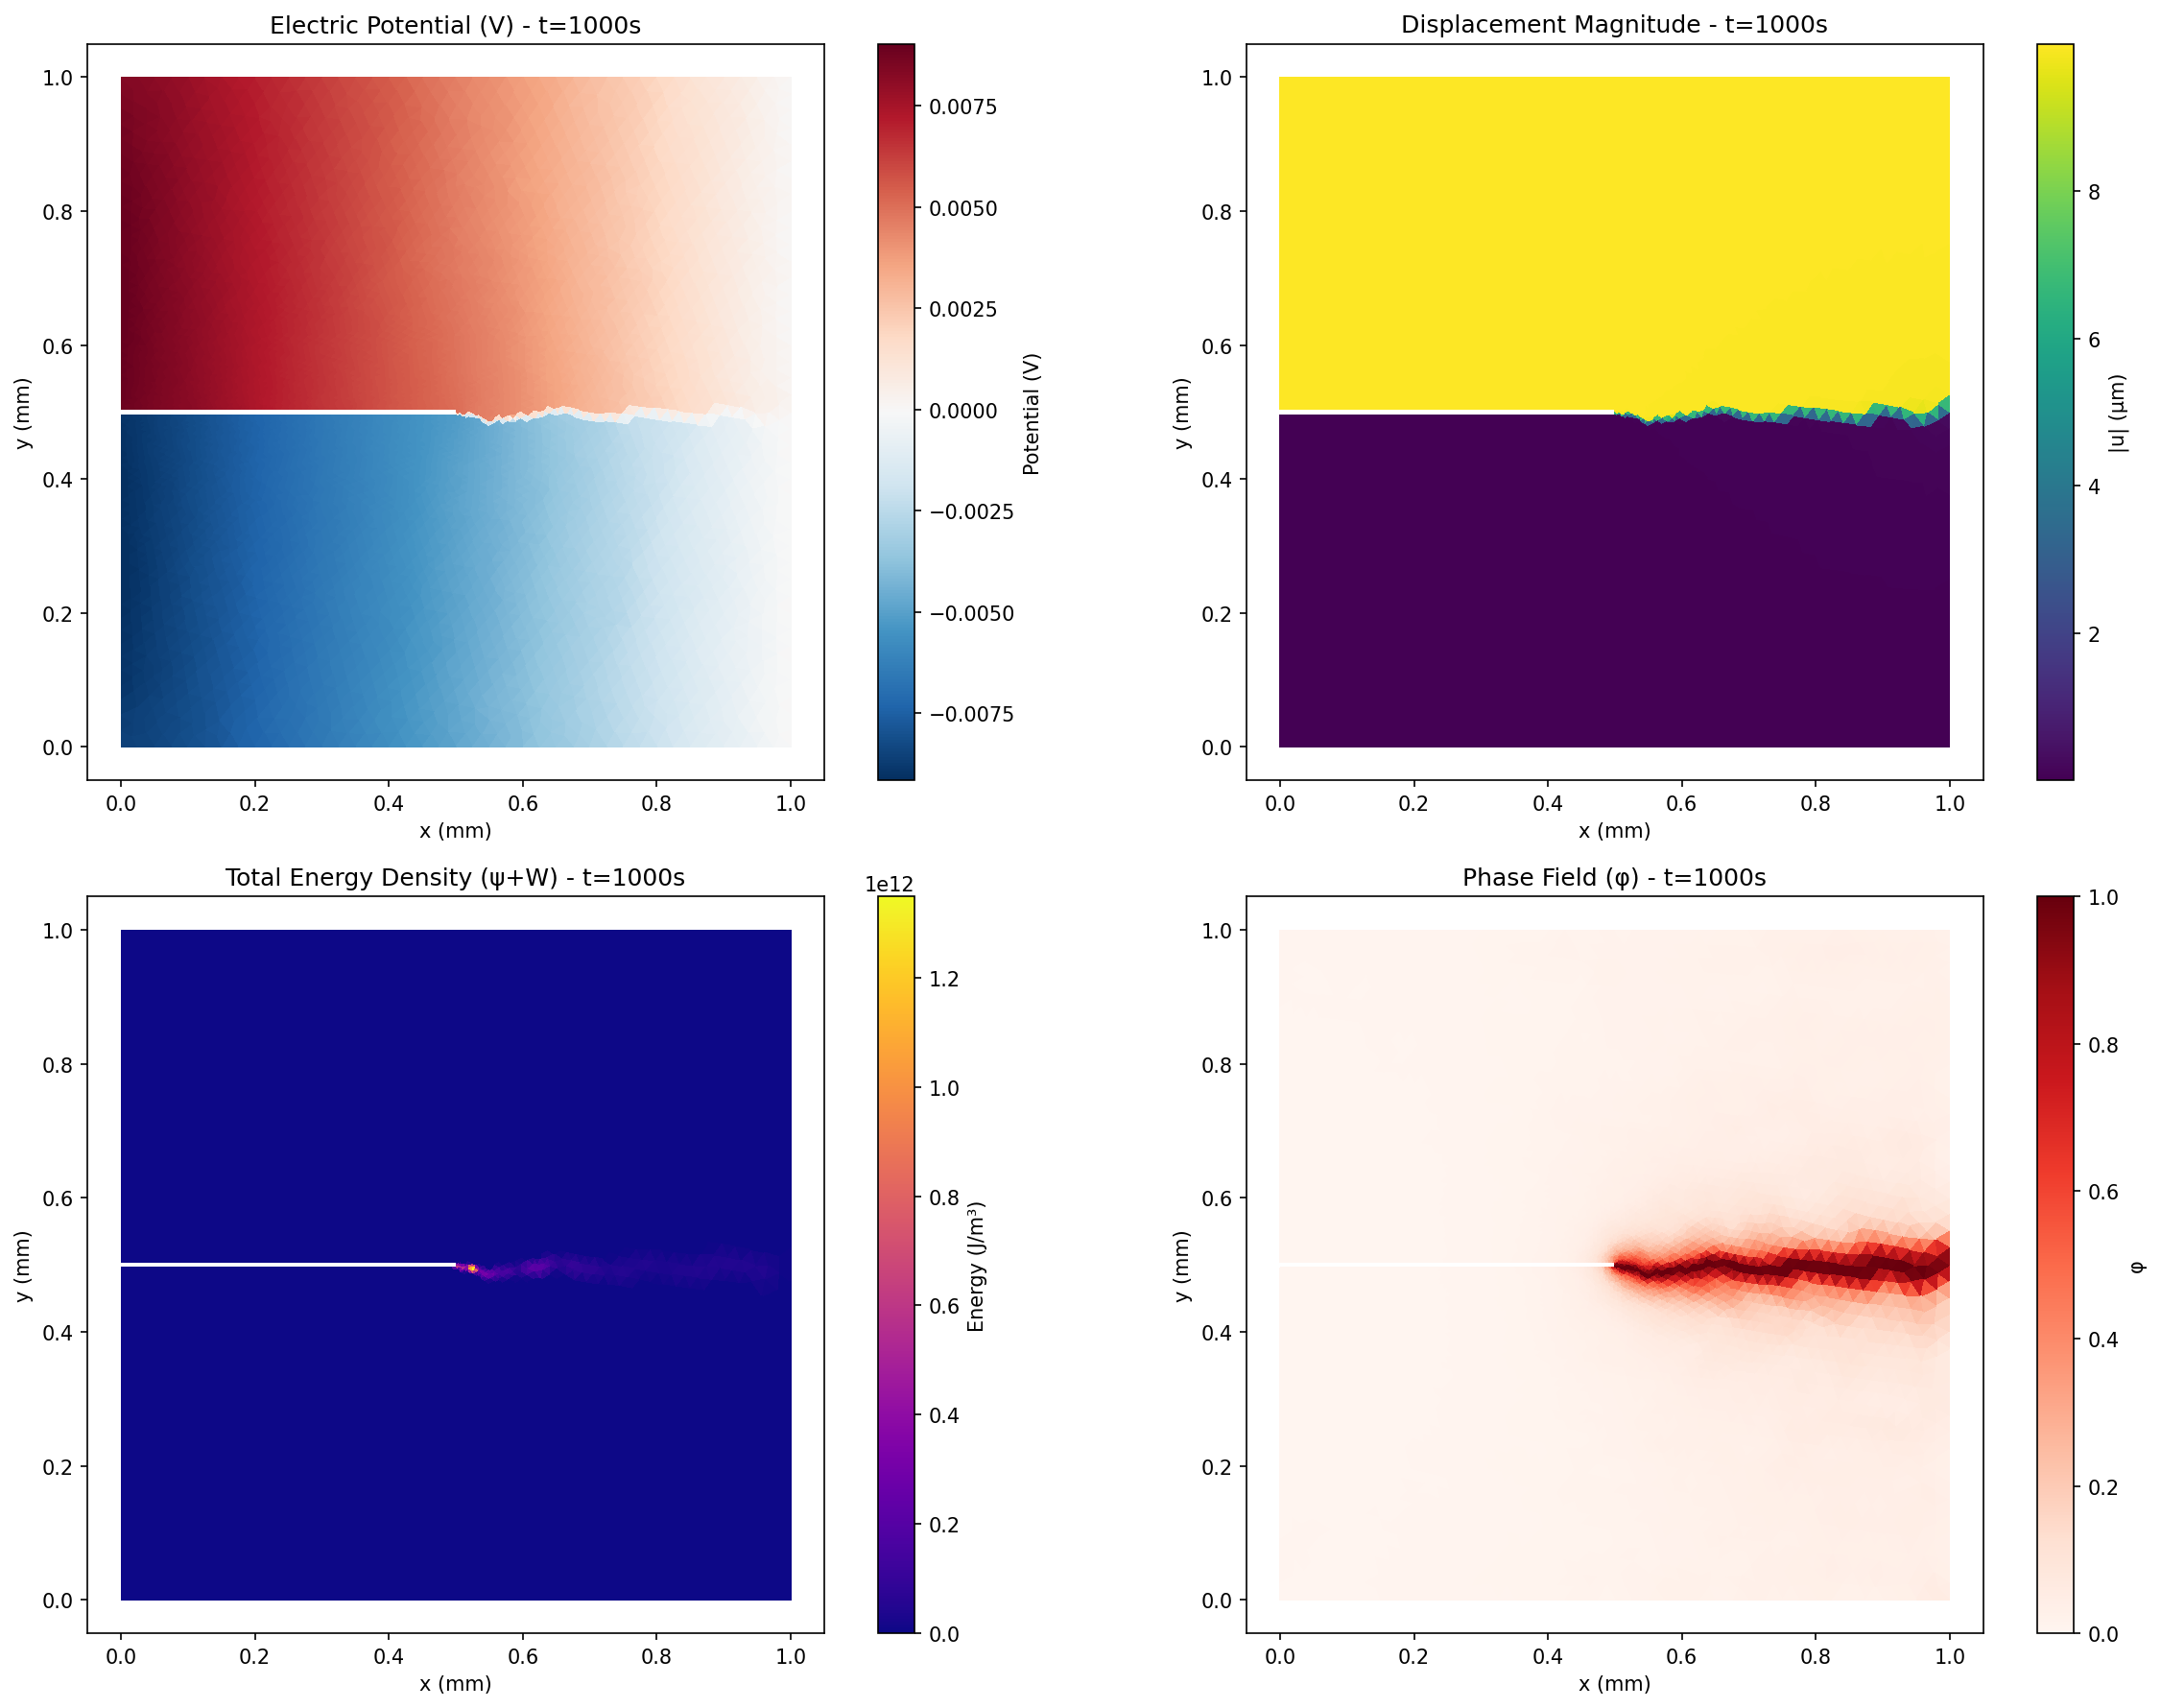 Electric Potential (V) - t=1000s
1.0
0.8
0.6
0.4
0.2
0.0
y (mm)
0.0 0.2 0.4 0.6 0.8 1.0
x (mm)
0.0075
0.0050
0.0025
0.0000
−0.0025
−0.0050
−0.0075
Potential (V)
Displacement Magnitude - t=1000s
1.0
0.8
0.6
0.4
0.2
0.0
y (mm)
0.0 0.2 0.4 0.6 0.8 1.0
x (mm)
8
6
4
2
|u| (μm)
Total Energy Density (ψ+W) - t=1000s
1.0
0.8
0.6
0.4
0.2
0.0
y (mm)
0.0 0.2 0.4 0.6 0.8 1.0
x (mm)
1e12
1.2
1.0
0.8
0.6
0.4
0.2
0.0
Energy (J/m³)
Phase Field (φ) - t=1000s
1.0
0.8
0.6
0.4
0.2
0.0
y (mm)
0.0 0.2 0.4 0.6 0.8 1.0
x (mm)
1.0
0.8
0.6
0.4
0.2
0.0
φ